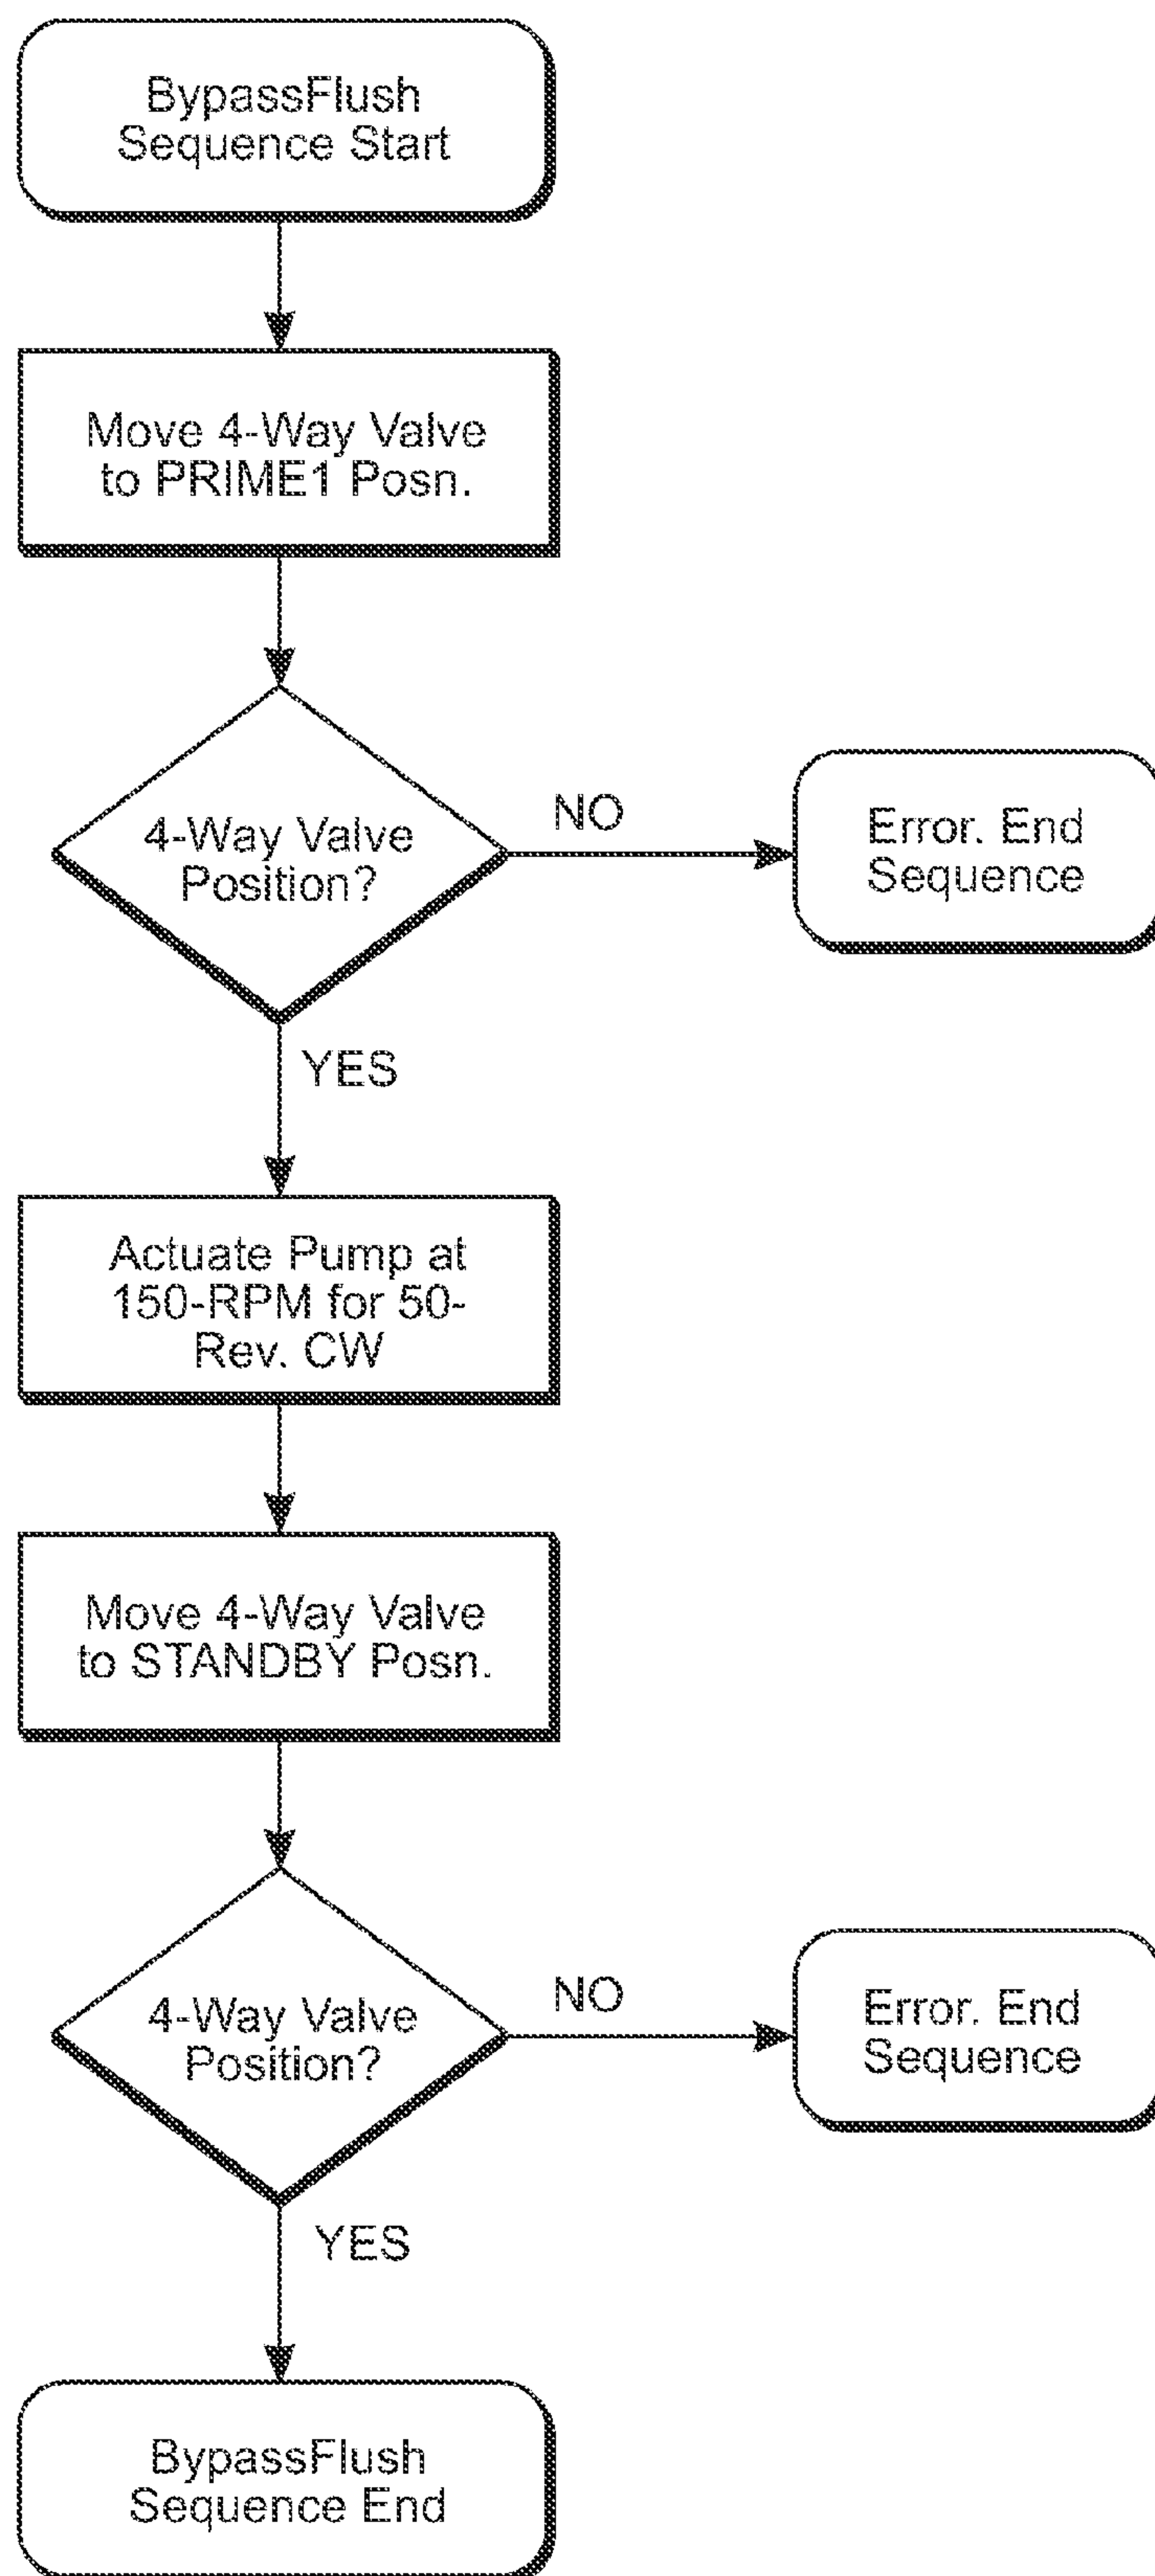 BypassFlush
Sequence Start
Move 4-Way Valve
to PRIME1 Posn.
4-Way Valve
Position?
NO
Error. End
Sequence
YES
Actuate Pump at
150-RPM for 50-
Rev. CW
Move 4-Way Valve
to STANDBY Posn.
4-Way Valve
Position?
NO
Error. End
Sequence
YES
BypassFlush
Sequence End